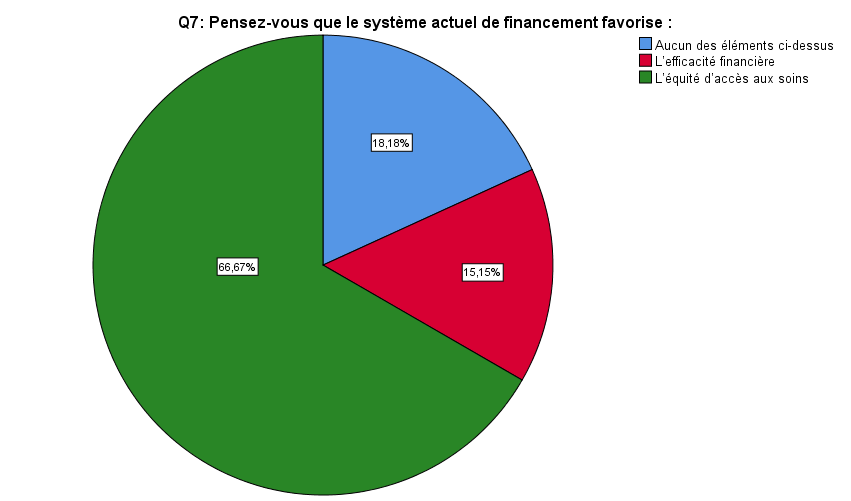 Q7: Pensez-vous que le système actuel de financement favorise :
Aucun des éléments ci-dessus
L'efficacité financière
L'équité d'accès aux soins
18,18%
66,67%
15,15%